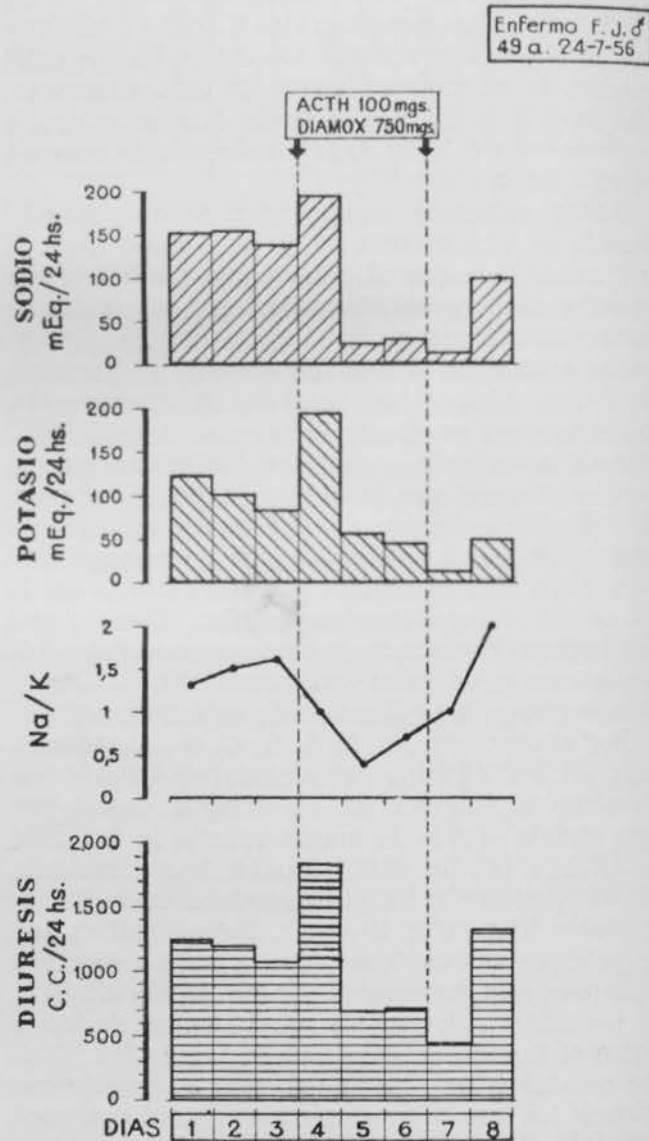 Enfermo F. J. ♂
49 a. 24-7-56
ACTH 100 mgs.
DIAMOX 750 mgs.
SODIO
mEq./24 hs.
200
150
100
50
0
POTASIO
mEq./24 hs.
200
150
100
50
0
Na/K
2
1,5
1
0,5
0
DIURESIS
C.C./24 hs.
2,000
1,500
1000
500
0
DIAS 1 2 3 4 5 6 7 8